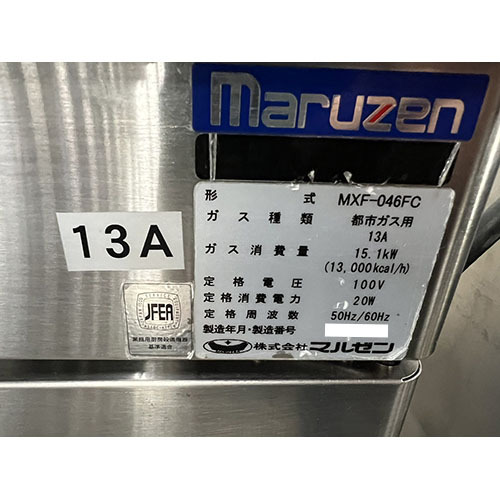 maruzen
形式 MXF-046FC
ガス種類 都市ガス用
13A
ガス消費量 15.1kW
(13,000kcal/h)
定格電圧 100V
定格消費電力 20W
定格周波数 50Hz/60Hz
製造年月・製造番号
株式会社マルゼン
13A
JFEA
業務用厨房設備機器
基準適合